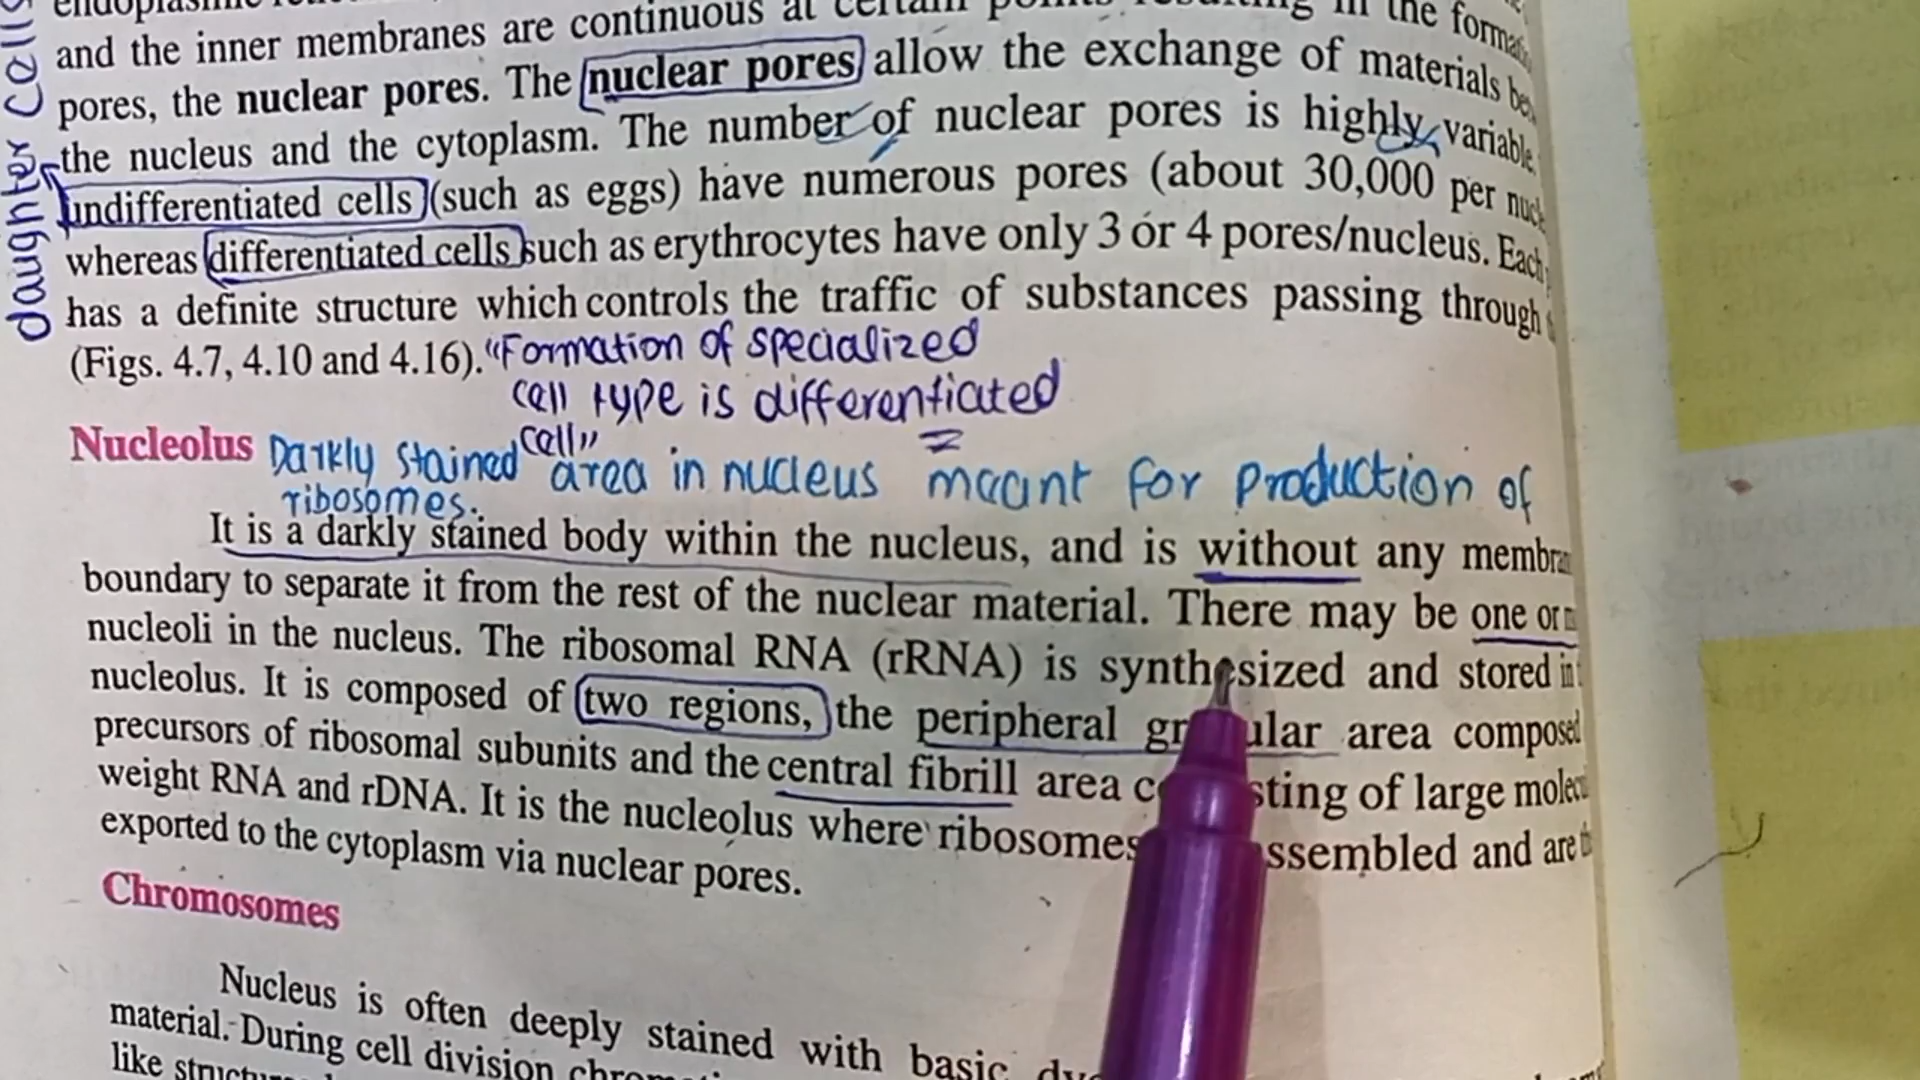 daughter cells
and the inner membranes are continuous at certain points resulting in the
pores, the nuclear pores. The nuclear pores allow the exchange of materials
the nucleus and the cytoplasm. The number of nuclear pores is highly variable.
undifferentiated cells (such as eggs) have numerous pores (about 30,000 per
whereas differentiated cells such as erythrocytes have only 3 or 4 pores/nucleus. Each
has a definite structure which controls the traffic of substances passing through
(Figs. 4.7, 4.10 and 4.16). "Formation of specialized
cell type is differentiated
cell"
Nucleolus Darkly stained area in nucleus meant for production of
ribosomes.
It is a darkly stained body within the nucleus, and is without any
boundary to separate it from the rest of the nuclear material. There may be one or
nucleoli in the nucleus. The ribosomal RNA (rRNA) is synthesized and stored in
nucleolus. It is composed of two regions, the peripheral area composed
precursors of ribosomal subunits and the central fibrill area of large
weight RNA and rDNA. It is the nucleolus where ribosomes assembled and are
exported to the cytoplasm via nuclear pores.
Chromosomes
Nucleus is often deeply stained with basic
material. During cell division
like